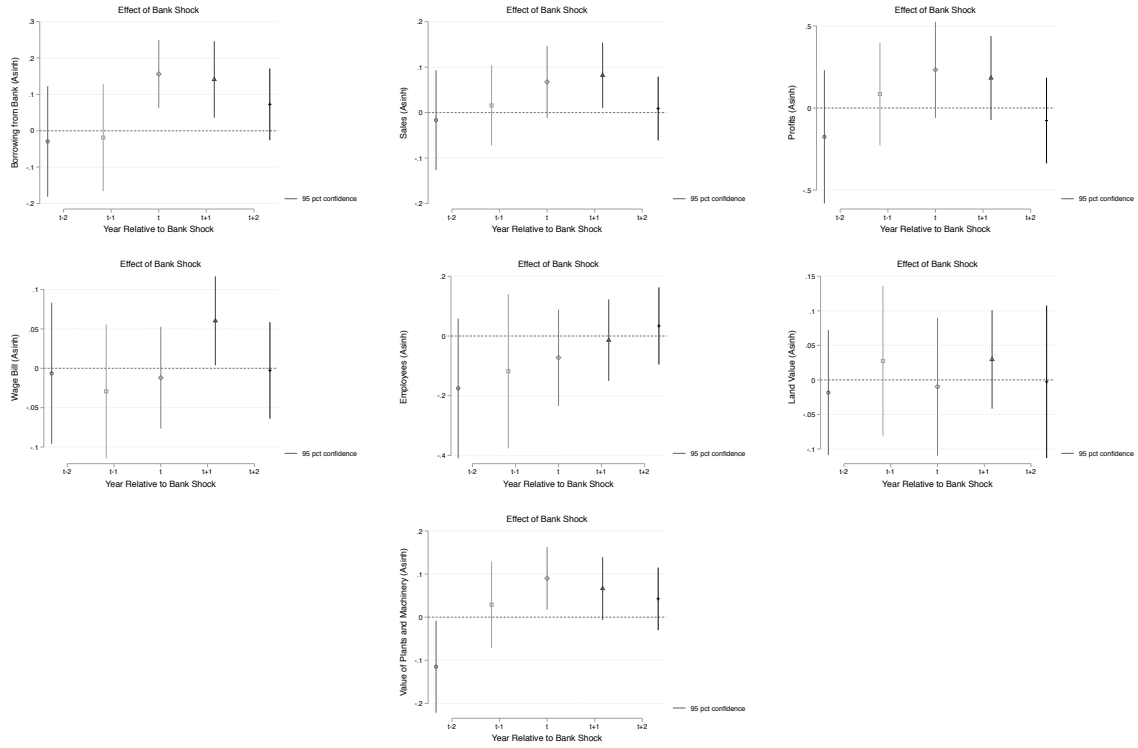 Effect of Bank Shock
Borrowing from Bank (Asinh)
.3
.2
.1
0
-.1
-.2
t-2 t-1 t t+1 t+2
Year Relative to Bank Shock
95 pct confidence
Effect of Bank Shock
Sales (Asinh)
.2
.1
0
-.1
-.2
t-2 t-1 t t+1 t+2
Year Relative to Bank Shock
95 pct confidence
Effect of Bank Shock
Profits (Asinh)
.5
0
-.5
t-2 t-1 t t+1 t+2
Year Relative to Bank Shock
95 pct confidence
Effect of Bank Shock
Wage Bill (Asinh)
.1
.05
0
-.05
-.1
t-2 t-1 t t+1 t+2
Year Relative to Bank Shock
95 pct confidence
Effect of Bank Shock
Employees (Asinh)
.2
0
-.2
-.4
t-2 t-1 t t+1 t+2
Year Relative to Bank Shock
95 pct confidence
Effect of Bank Shock
Land Value (Asinh)
.15
.1
.05
0
-.05
-.1
t-2 t-1 t t+1 t+2
Year Relative to Bank Shock
95 pct confidence
Effect of Bank Shock
Value of Plants and Machinery (Asinh)
.2
.1
0
-.1
-.2
t-2 t-1 t t+1 t+2
Year Relative to Bank Shock
95 pct confidence